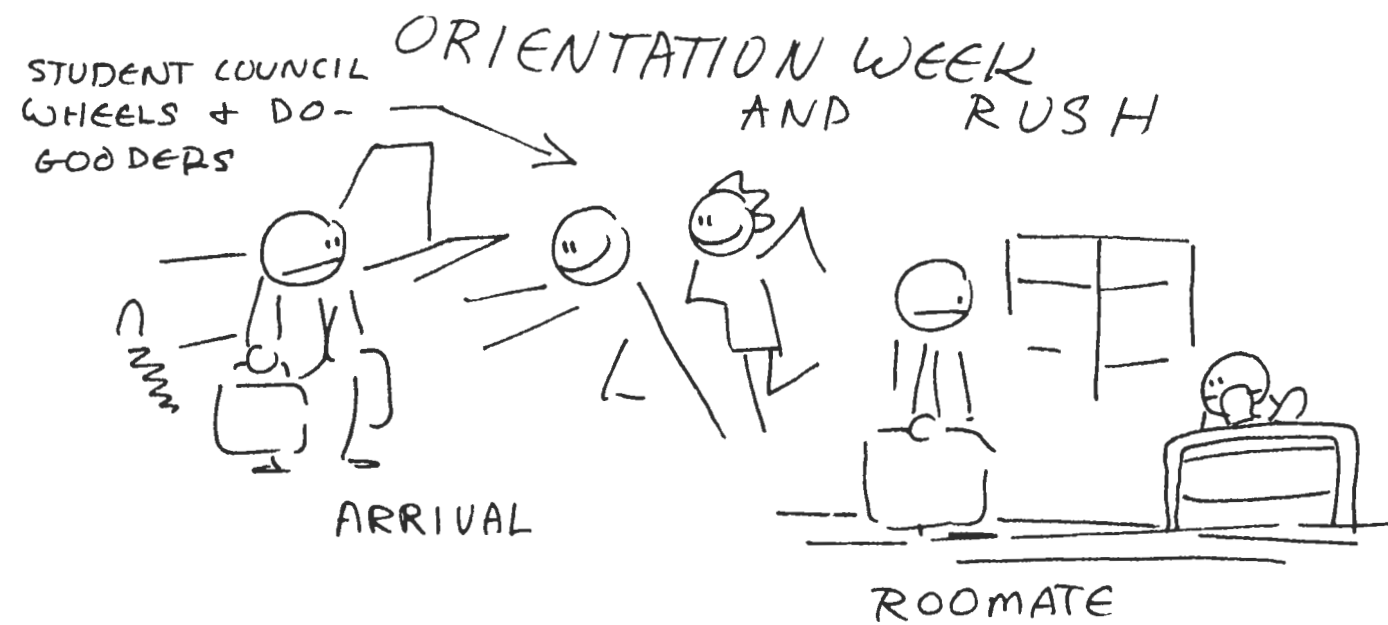 ORIENTATION WEEK
AND RUSH
STUDENT COUNCIL
WHEELS & DO-
GOODERS
ARRIVAL
ROOMATE